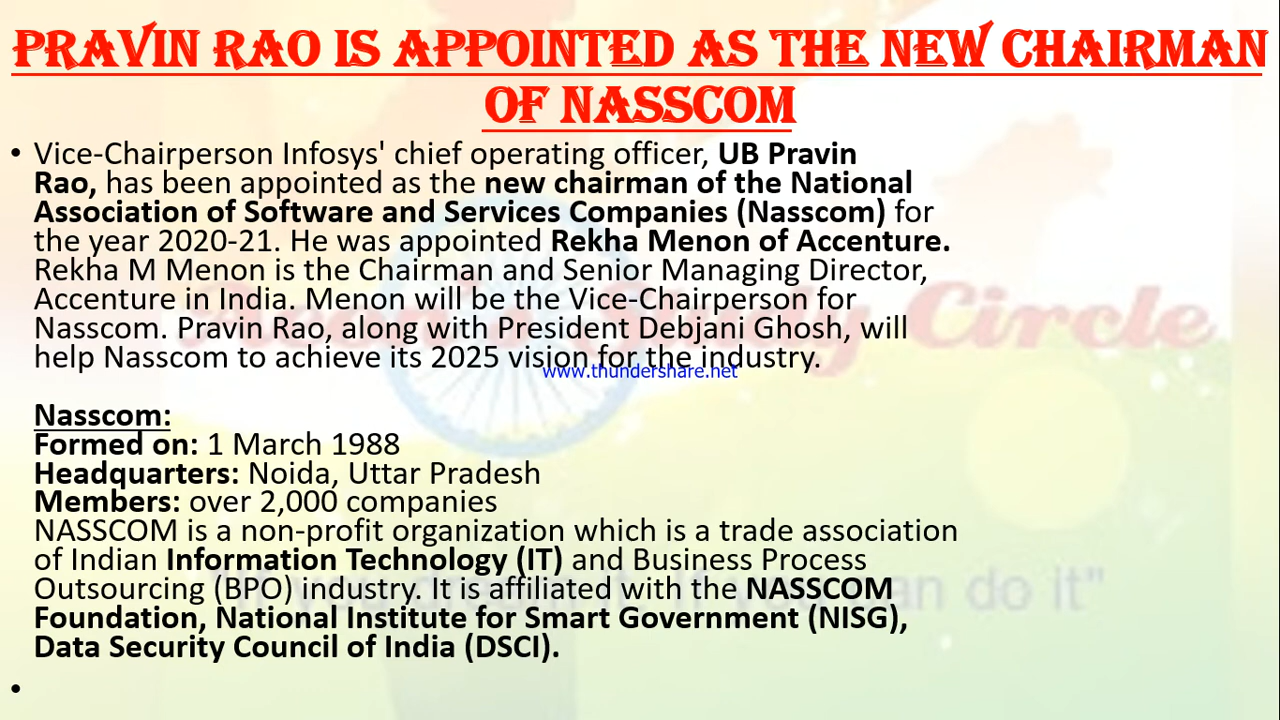 PRAVIN RAO IS APPOINTED AS THE NEW CHAIRMAN
OF NASSCOM
• Vice-Chairperson Infosys' chief operating officer, UB Pravin
Rao, has been appointed as the new chairman of the National
Association of Software and Services Companies (Nasscom) for
the year 2020-21. He was appointed Rekha Menon of Accenture.
Rekha M Menon is the Chairman and Senior Managing Director,
Accenture in India. Menon will be the Vice-Chairperson for
Nasscom. Pravin Rao, along with President Debjani Ghosh, will
help Nasscom to achieve its 2025 vision for the industry.
www.thundershare.net
Nasscom:
Formed on: 1 March 1988
Headquarters: Noida, Uttar Pradesh
Members: over 2,000 companies
NASSCOM is a non-profit organization which is a trade association
of Indian Information Technology (IT) and Business Process
Outsourcing (BPO) industry. It is affiliated with the NASSCOM
Foundation, National Institute for Smart Government (NISG),
Data Security Council of India (DSCI).
•
Circle
can do it"